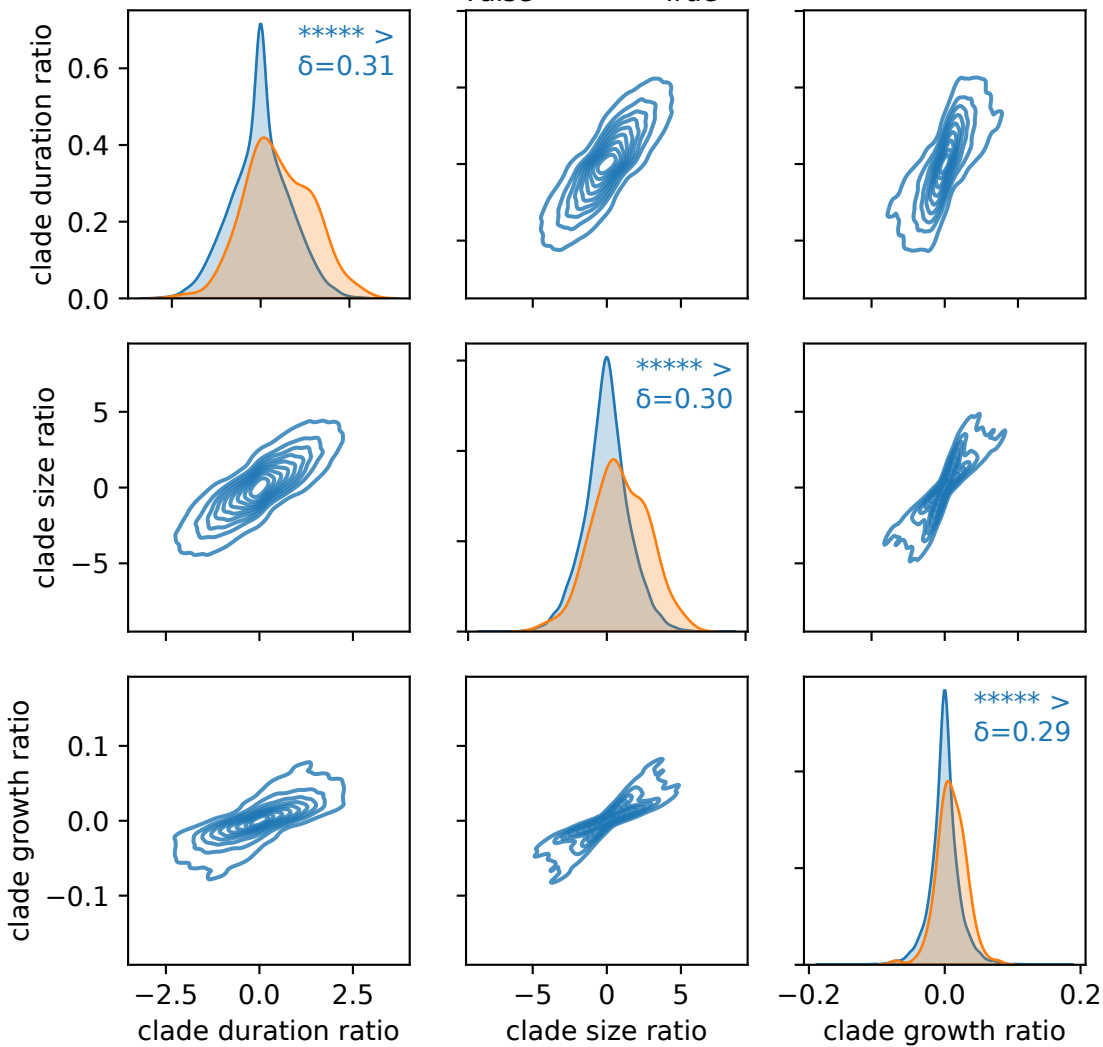 ***** >
δ=0.31
clade duration ratio
0.6
0.4
0.2
0.0
***** >
δ=0.30
clade size ratio
5
0
−5
***** >
δ=0.29
clade growth ratio
0.1
0.0
−0.1
−2.5 0.0 2.5
−5 0 5
−0.2 0.0 0.2
clade duration ratio
clade size ratio
clade growth ratio